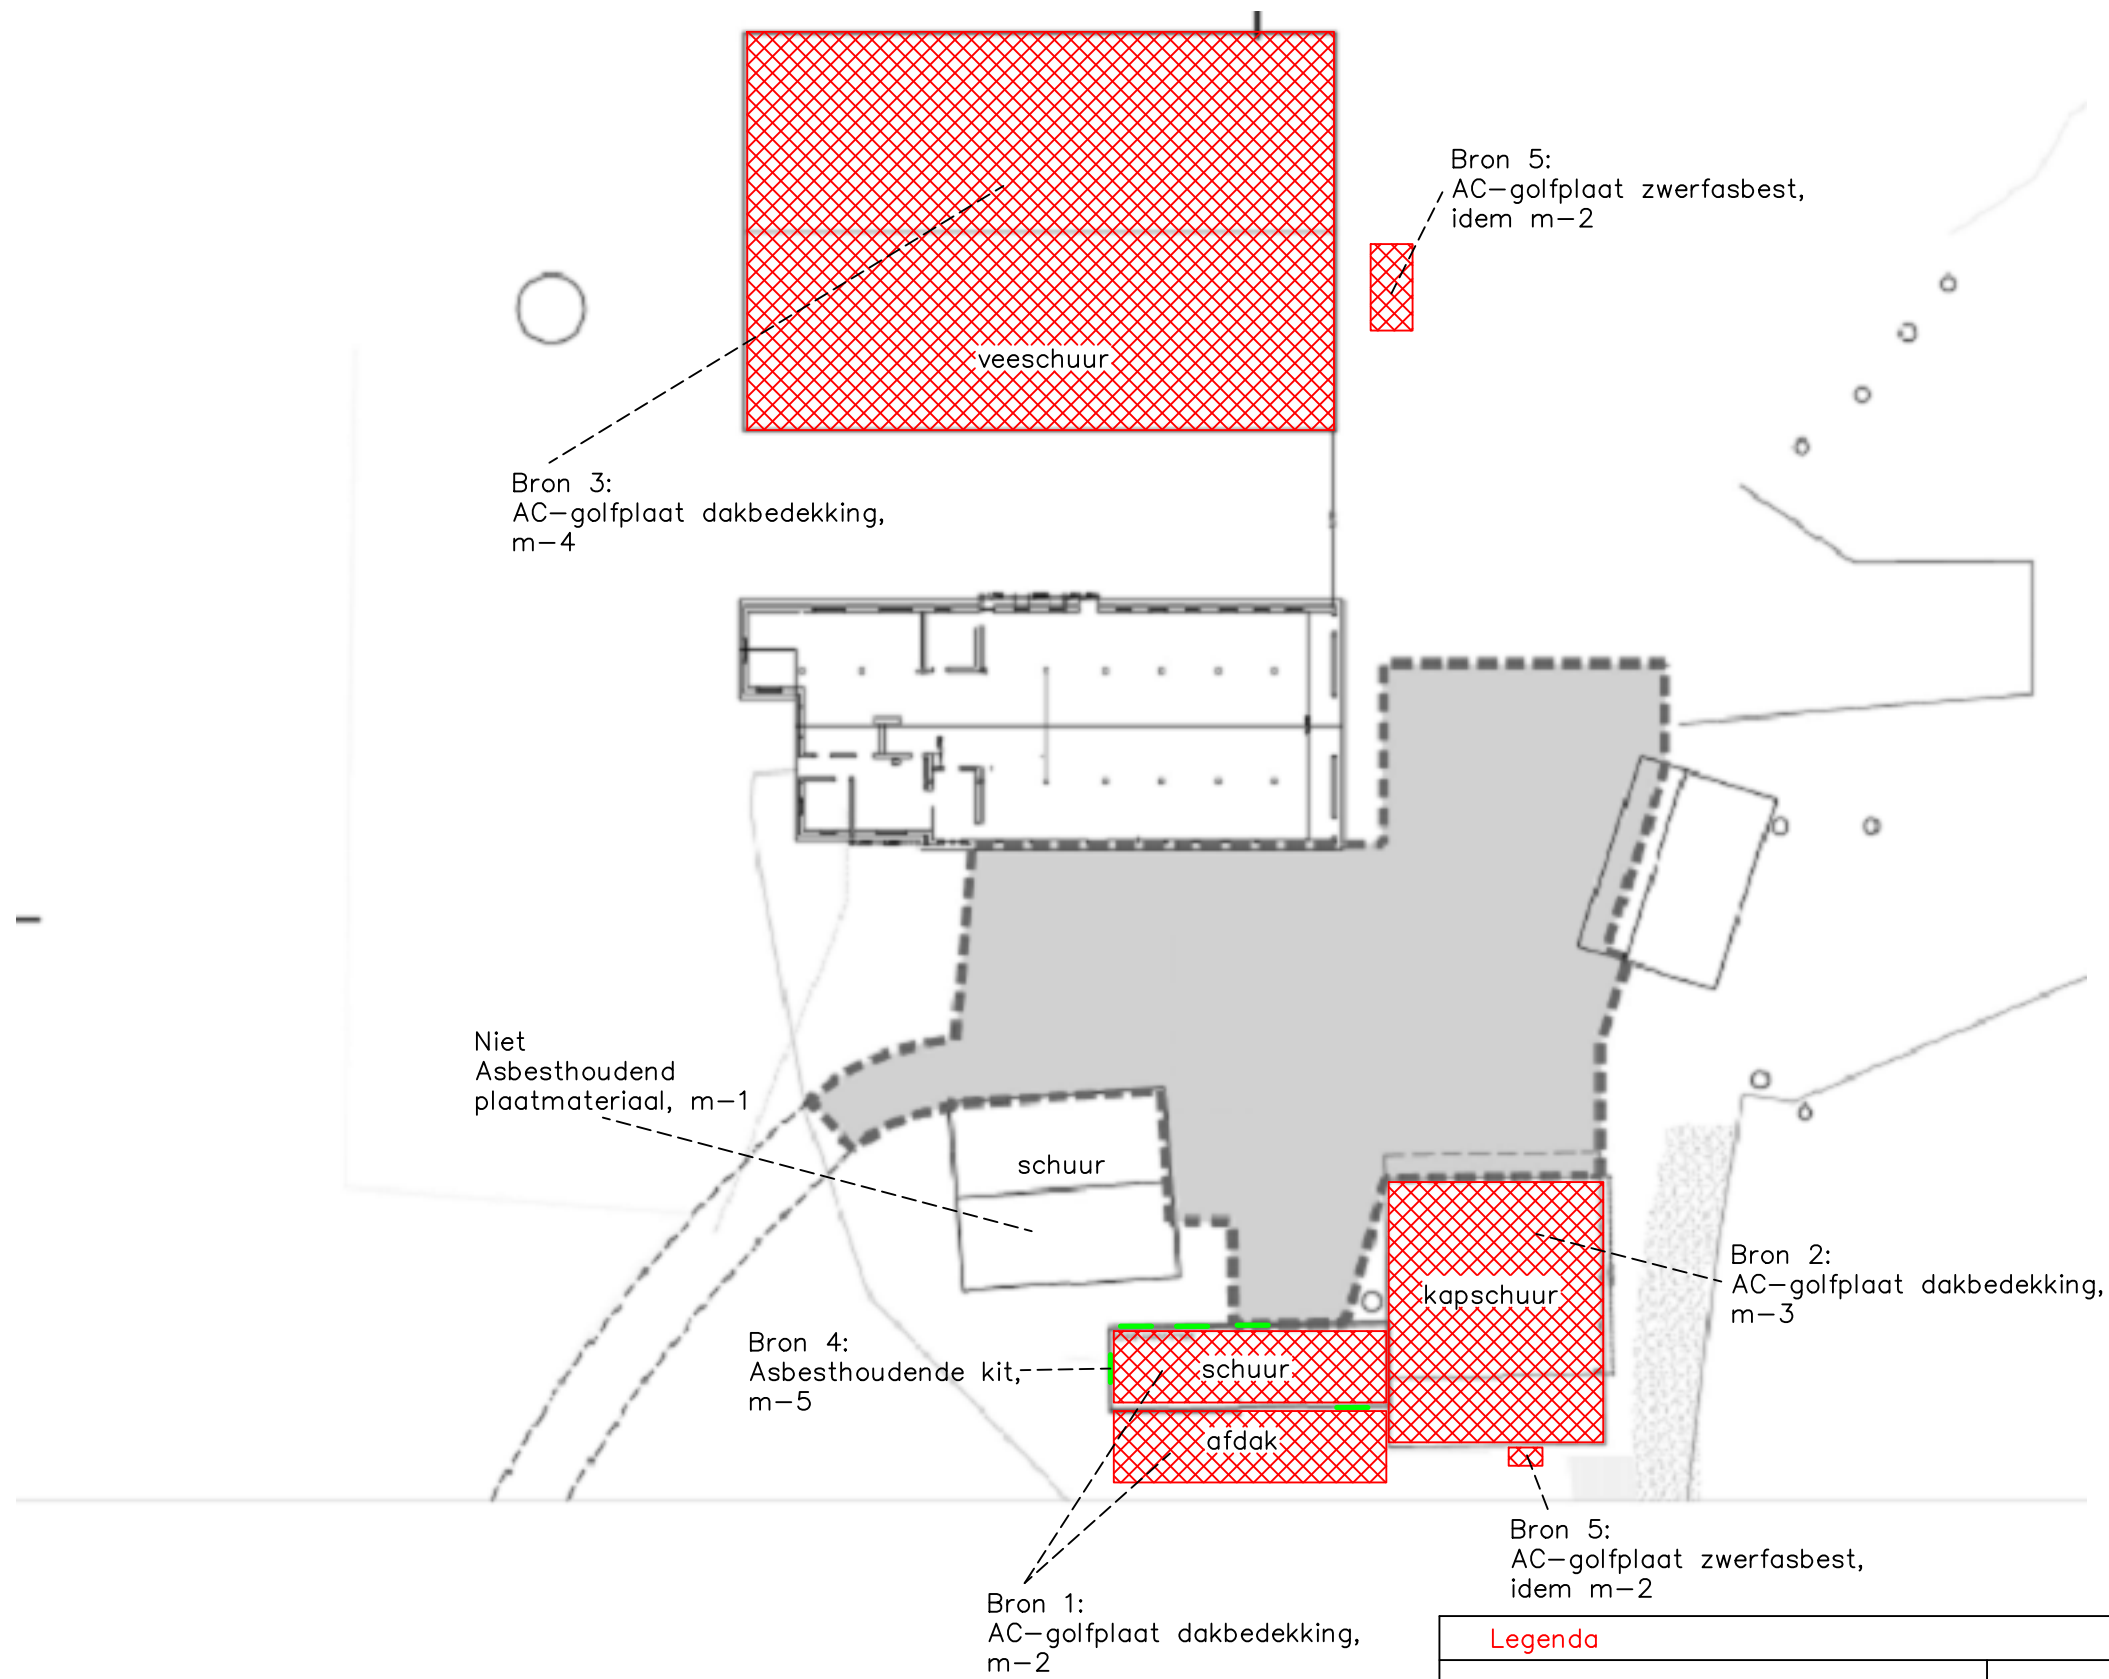 Bron 5:
AC-golfplaat zwerfasbest,
idem m-2
veeschuur
Bron 3:
AC-golfplaat dakbedekking,
m-4
Niet
Asbesthoudend
plaatmateriaal, m-1
schuur
Bron 2:
AC-golfplaat dakbedekking,
m-3
kapschuur
Bron 4:
Asbesthoudende kit,
m-5
schuur
afdak
Bron 5:
AC-golfplaat zwerfasbest,
idem m-2
Bron 1:
AC-golfplaat dakbedekking,
m-2
Legenda